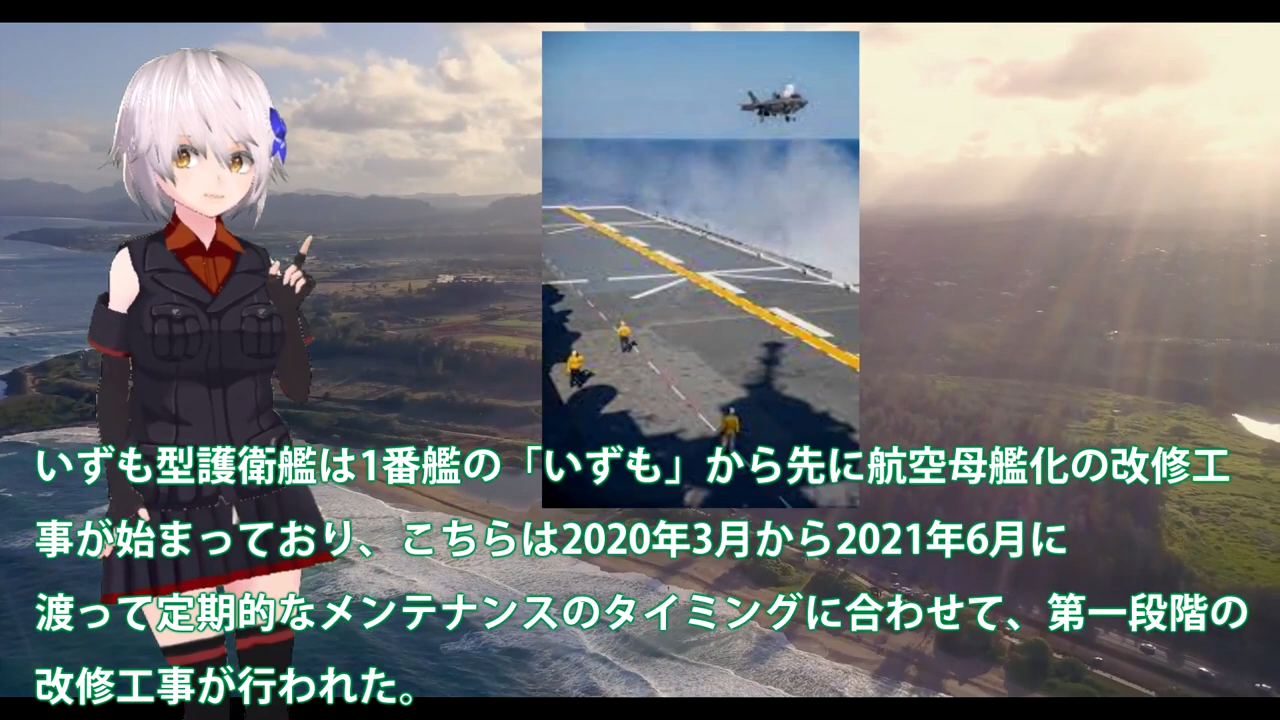 いずも型護衛艦は1番艦の「いずも」から先に航空母艦化の改修工
事が始まっており、こちらは2020年3月から2021年6月に
渡って定期的なメンテナンスのタイミングに合わせて、第一段階の
改修工事が行われた。